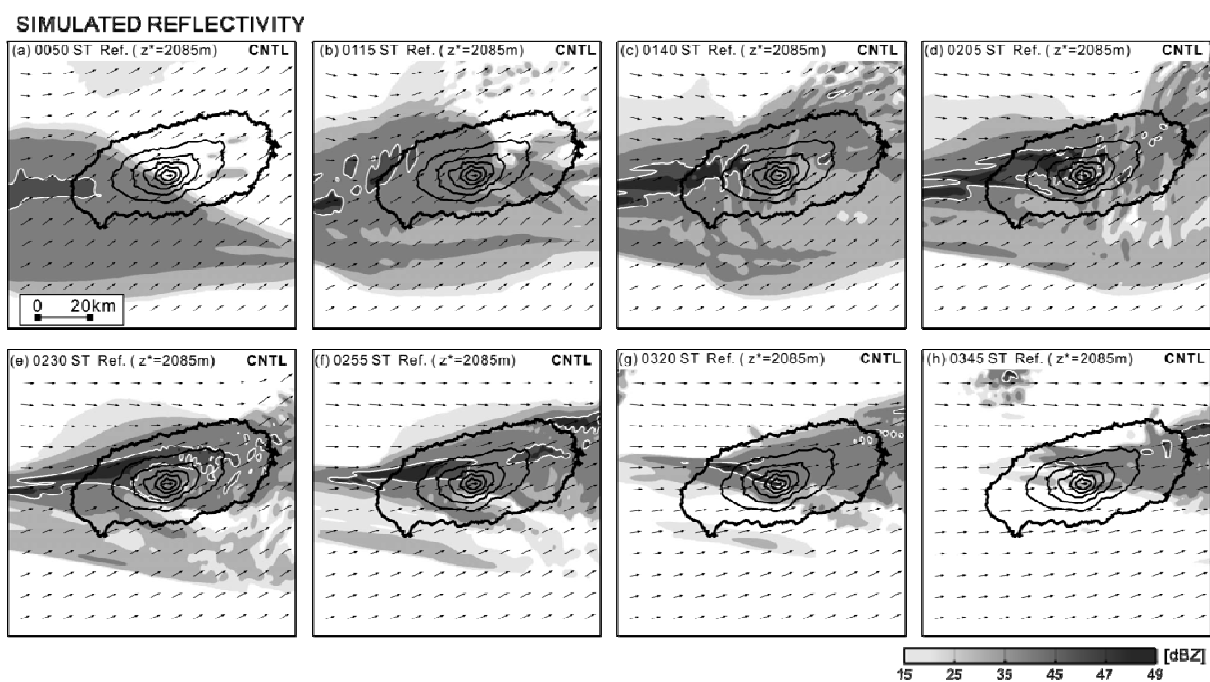 SIMULATED REFLECTIVITY
(a) 0050 ST Ref. ( z*=2085m) CNTL
(b) 0115 ST Ref. ( z*=2085m) CNTL
(c) 0140 ST Ref. ( z*=2085m) CNTL
(d) 0205 ST Ref. ( z*=2085m) CNTL
0 20km
(e) 0230 ST Ref. ( z*=2085m) CNTL
(f) 0255 ST Ref. ( z*=2085m) CNTL
(g) 0320 ST Ref. ( z*=2085m) CNTL
(h) 0345 ST Ref. ( z*=2085m) CNTL
[dBZ]
15 25 35 45 47 49